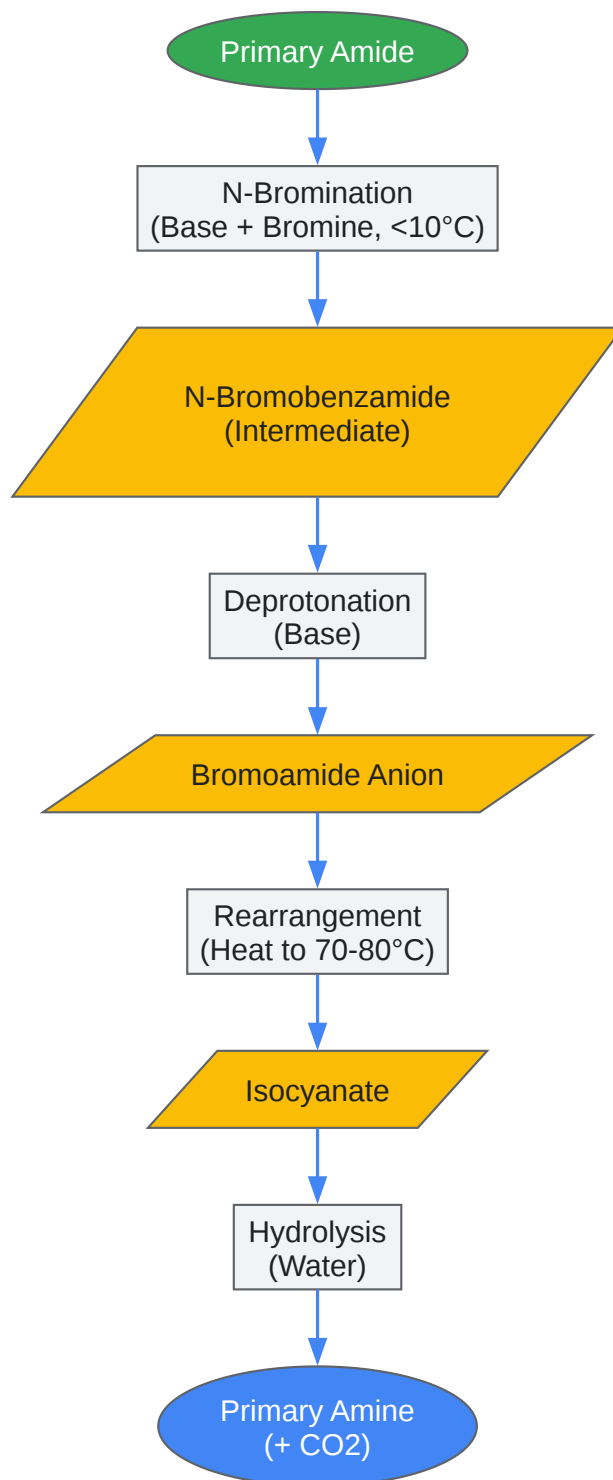 Primary Amide
N-Bromination
(Base + Bromine, <10°C)
N-Bromobenzamide
(Intermediate)
Deprotonation
(Base)
Bromoamide Anion
Rearrangement
(Heat to 70-80°C)
Isocyanate
Hydrolysis
(Water)
Primary Amine
(+ CO2)